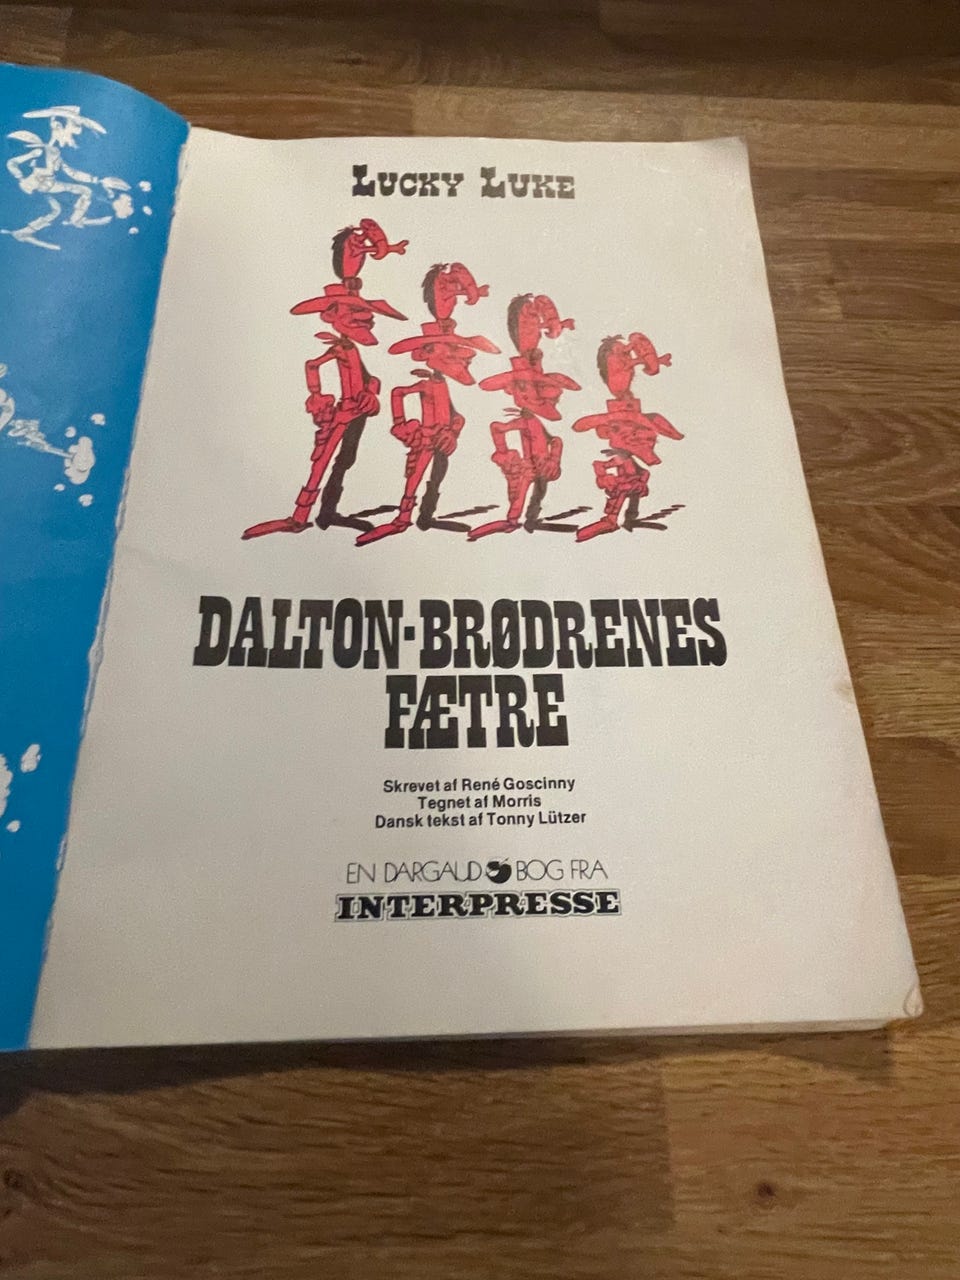 LUCKY LUKE
DALTON-BRØDRENES
FÆTRE
Skrevet af René Goscinny
Tegnet af Morris
Dansk tekst af Tonny Lützer
EN DARGAUD BOG FRA
INTERPRESSE